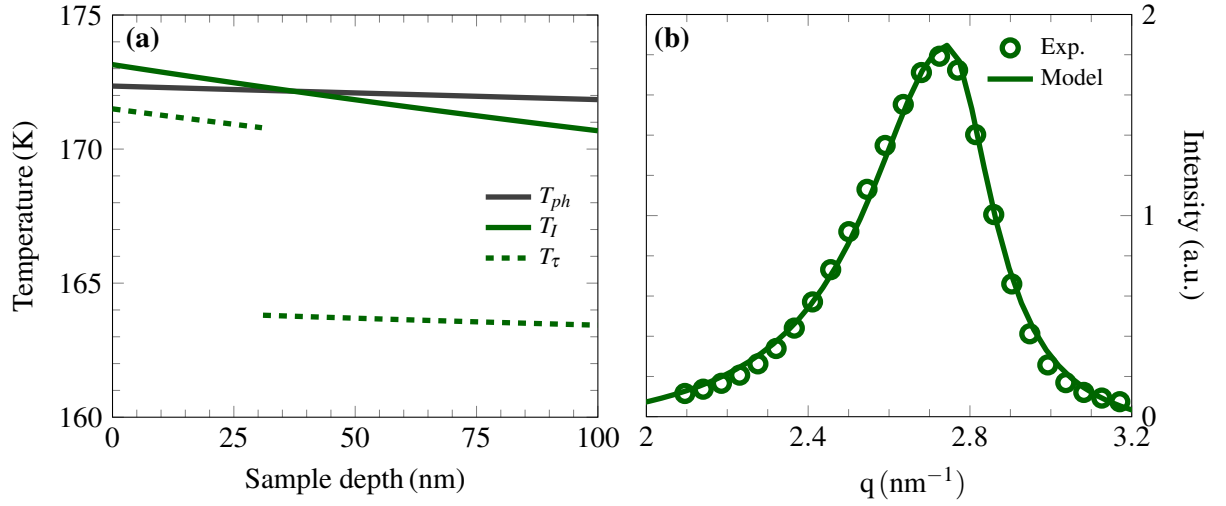 (a)
175
170
165
160
Temperature (K)
T_ph
T_I
T_τ
0
25
50
75
100
Sample depth (nm)
(b)
Exp.
Model
2
1
0
Intensity (a.u.)
2
2.4
2.8
3.2
q (nm⁻¹)